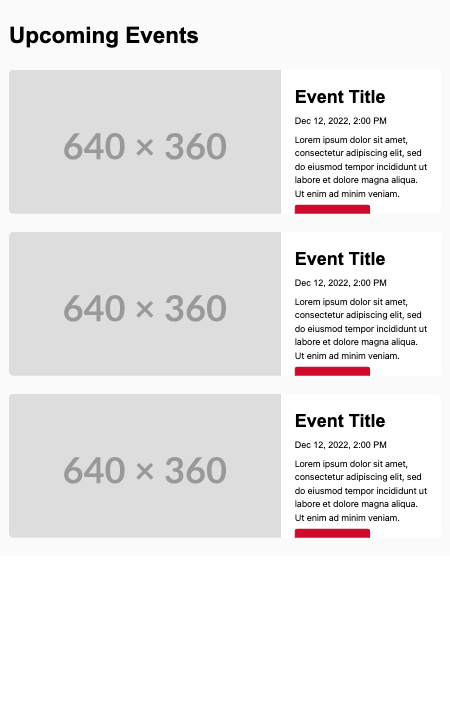 Upcoming Events
640 × 360
Event Title
Dec 12, 2022, 2:00 PM
Lorem ipsum dolor sit amet,
consectetur adipiscing elit, sed
do eiusmod tempor incididunt ut
labore et dolore magna aliqua.
Ut enim ad minim veniam.
640 × 360
Event Title
Dec 12, 2022, 2:00 PM
Lorem ipsum dolor sit amet,
consectetur adipiscing elit, sed
do eiusmod tempor incididunt ut
labore et dolore magna aliqua.
Ut enim ad minim veniam.
640 × 360
Event Title
Dec 12, 2022, 2:00 PM
Lorem ipsum dolor sit amet,
consectetur adipiscing elit, sed
do eiusmod tempor incididunt ut
labore et dolore magna aliqua.
Ut enim ad minim veniam.